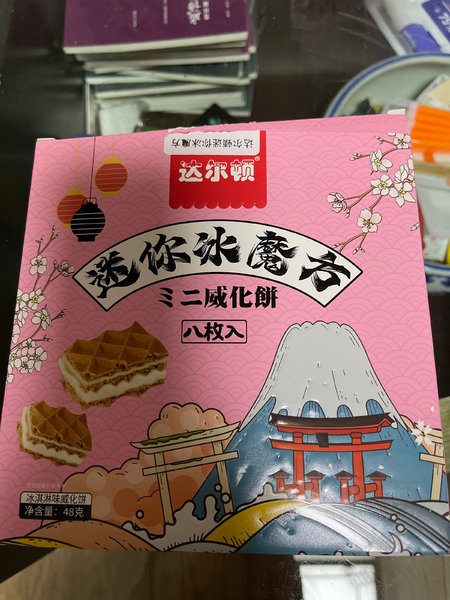 达尔顿迷你冰魔方
达尔顿®
迷你冰魔方
ミニ威化餅
八枚入
冰淇淋味威化饼
净含量：48克